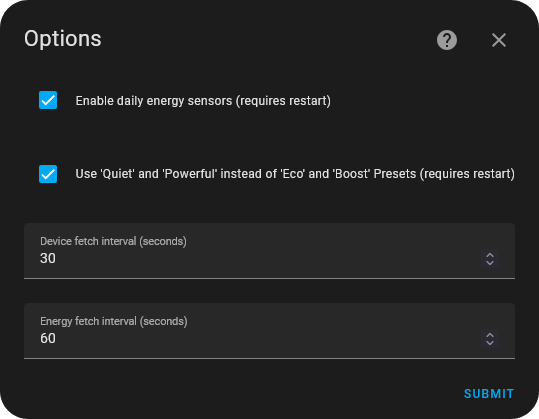 Options
Enable daily energy sensors (requires restart)
Use 'Quiet' and 'Powerful' instead of 'Eco' and 'Boost' Presets (requires restart)
Device fetch interval (seconds)
30
Energy fetch interval (seconds)
60
SUBMIT